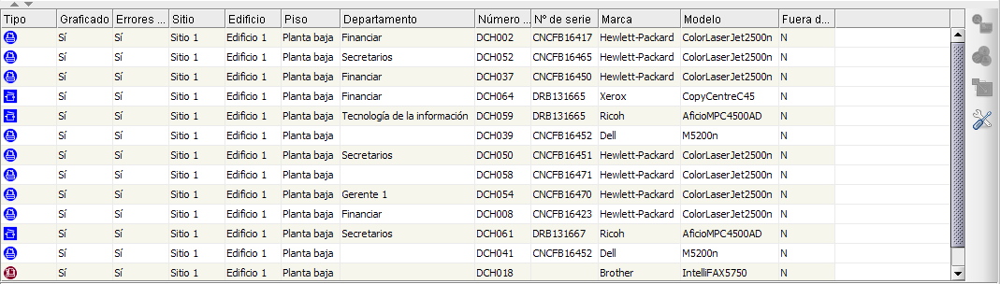 Tipo Graficado Errores ... Sitio Edificio Piso Departamento Número ... Nº de serie Marca Modelo Fuera d...
Sí Sí Sitio 1 Edificio 1 Planta baja Financiar DCH002 CNCFB16417 Hewlett-Packard ColorLaserJet2500n N
Sí Sí Sitio 1 Edificio 1 Planta baja Secretarios DCH052 CNCFB16465 Hewlett-Packard ColorLaserJet2500n N
Sí Sí Sitio 1 Edificio 1 Planta baja Financiar DCH037 CNCFB16450 Hewlett-Packard ColorLaserJet2500n N
Sí Sí Sitio 1 Edificio 1 Planta baja Financiar DCH064 DRB131665 Xerox CopyCentreC45 N
Sí Sí Sitio 1 Edificio 1 Planta baja Tecnología de la información DCH059 DRB131665 Ricoh AficioMPC4500AD N
Sí Sí Sitio 1 Edificio 1 Planta baja DCH039 CNCFB16452 Dell M5200n N
Sí Sí Sitio 1 Edificio 1 Planta baja Secretarios DCH050 CNCFB16451 Hewlett-Packard ColorLaserJet2500n N
Sí Sí Sitio 1 Edificio 1 Planta baja DCH058 CNCFB16471 Hewlett-Packard ColorLaserJet2500n N
Sí Sí Sitio 1 Edificio 1 Planta baja Gerente 1 DCH054 CNCFB16470 Hewlett-Packard ColorLaserJet2500n N
Sí Sí Sitio 1 Edificio 1 Planta baja Financiar DCH008 CNCFB16423 Hewlett-Packard ColorLaserJet2500n N
Sí Sí Sitio 1 Edificio 1 Planta baja Secretarios DCH061 DRB131667 Ricoh AficioMPC4500AD N
Sí Sí Sitio 1 Edificio 1 Planta baja DCH041 CNCFB16452 Dell M5200n N
Sí Sí Sitio 1 Edificio 1 Planta baja DCH018 Brother IntelliFAX5750 N